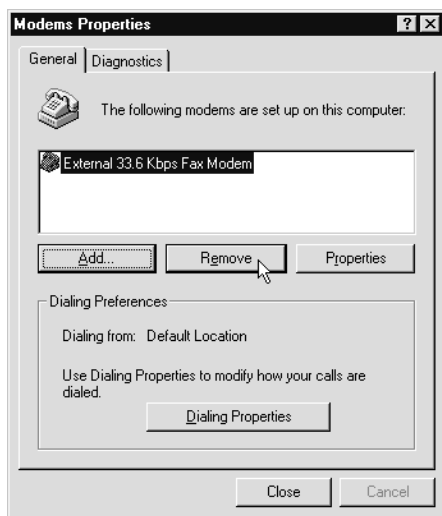 Modems Properties
General Diagnostics
The following modems are set up on this computer:
External 33.6 Kbps Fax Modem
Add... Remove Properties
Dialing Preferences
Dialing from: Default Location
Use Dialing Properties to modify how your calls are
dialed.
Dialing Properties
Close Cancel